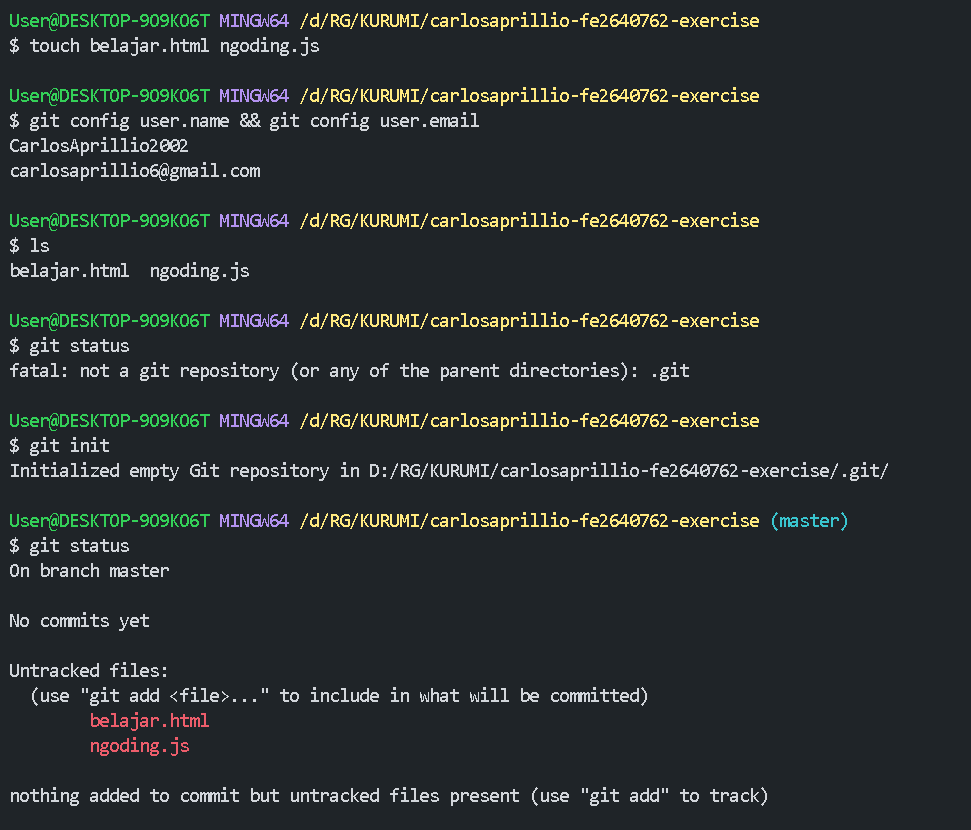 User@DESKTOP-9O9KO6T MINGW64 /d/RG/KURUMI/carlosaprillio-fe2640762-exercise
$ touch belajar.html ngoding.js
User@DESKTOP-9O9KO6T MINGW64 /d/RG/KURUMI/carlosaprillio-fe2640762-exercise
$ git config user.name && git config user.email
CarlosAprillio2002
carlosaprillio6@gmail.com
User@DESKTOP-9O9KO6T MINGW64 /d/RG/KURUMI/carlosaprillio-fe2640762-exercise
$ ls
belajar.html  ngoding.js
User@DESKTOP-9O9KO6T MINGW64 /d/RG/KURUMI/carlosaprillio-fe2640762-exercise
$ git status
fatal: not a git repository (or any of the parent directories): .git
User@DESKTOP-9O9KO6T MINGW64 /d/RG/KURUMI/carlosaprillio-fe2640762-exercise
$ git init
Initialized empty Git repository in D:/RG/KURUMI/carlosaprillio-fe2640762-exercise/.git/
User@DESKTOP-9O9KO6T MINGW64 /d/RG/KURUMI/carlosaprillio-fe2640762-exercise (master)
$ git status
On branch master
No commits yet
Untracked files:
  (use "git add <file>..." to include in what will be committed)
        belajar.html
        ngoding.js
nothing added to commit but untracked files present (use "git add" to track)